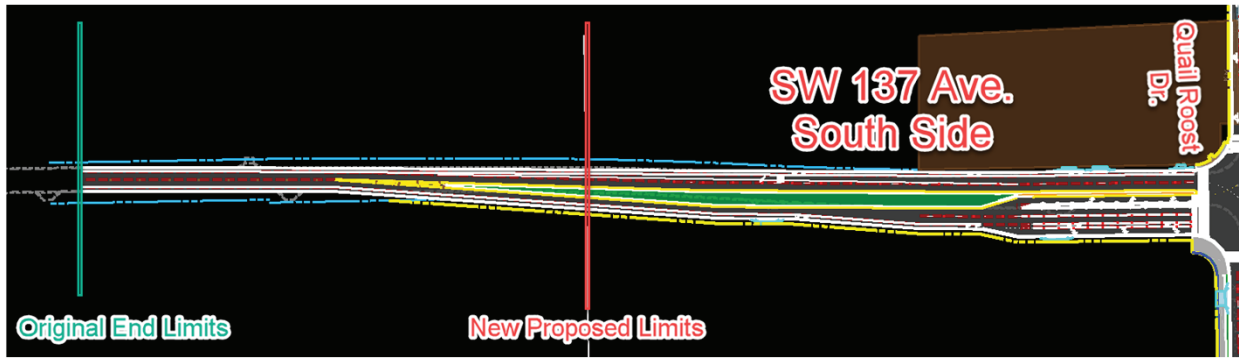 SW 137 Ave.
South Side
Quail Roost
Dr.
Original End Limits
New Proposed Limits